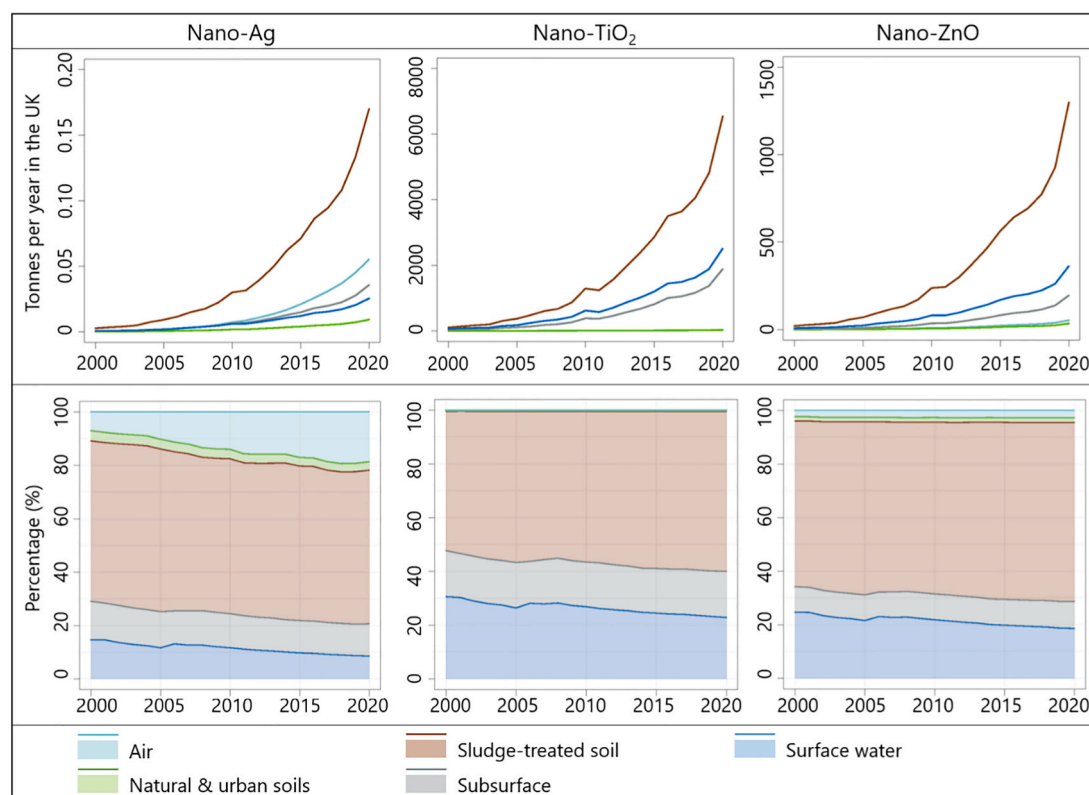 Nano-Ag Nano-TiO₂ Nano-ZnO
Tonnes per year in the UK
0.20
0.15
0.10
0.05
0
2000 2005 2010 2015 2020
8000
6000
4000
2000
0
2000 2005 2010 2015 2020
1500
1000
500
0
2000 2005 2010 2015 2020
Percentage (%)
100
80
60
40
20
0
2000 2005 2010 2015 2020
100
80
60
40
20
0
2000 2005 2010 2015 2020
100
80
60
40
20
0
2000 2005 2010 2015 2020
Air Sludge-treated soil Surface water
Natural & urban soils Subsurface